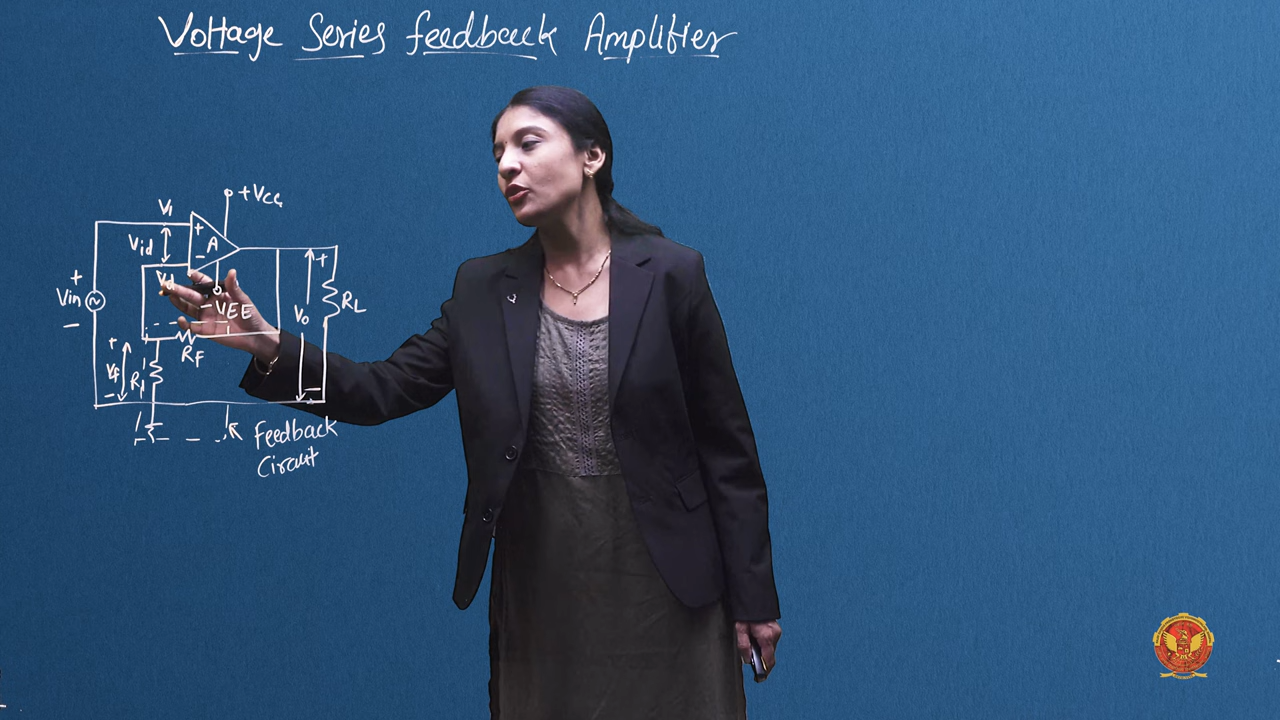 Voltage Series feedback Amplifier
+VCC
V1
+
Vid
A
-
+
+
Vin
-VEE
Vo
RL
-
RF
+
Vf
R1
-
-
Feedback
Circuit